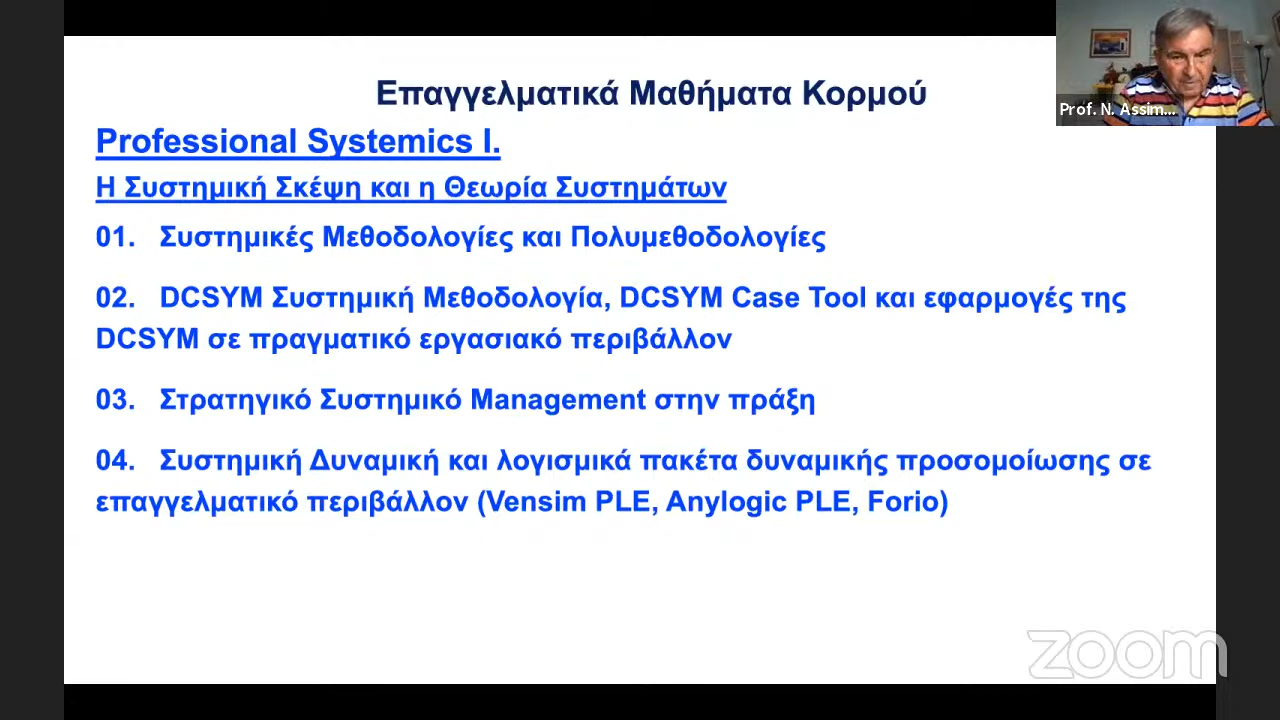 Επαγγελματικά Μαθήματα Κορμού
Professional Systemics I.
Η Συστημική Σκέψη και η Θεωρία Συστημάτων
01. Συστημικές Μεθοδολογίες και Πολυμεθοδολογίες
02. DCSYM Συστημική Μεθοδολογία, DCSYM Case Tool και εφαρμογές της
DCSYM σε πραγματικό εργασιακό περιβάλλον
03. Στρατηγικό Συστημικό Management στην πράξη
04. Συστημική Δυναμική και λογισμικά πακέτα δυναμικής προσομοίωσης σε
επαγγελματικό περιβάλλον (Vensim PLE, Anylogic PLE, Forio)
Prof. N. Assim...
zoom